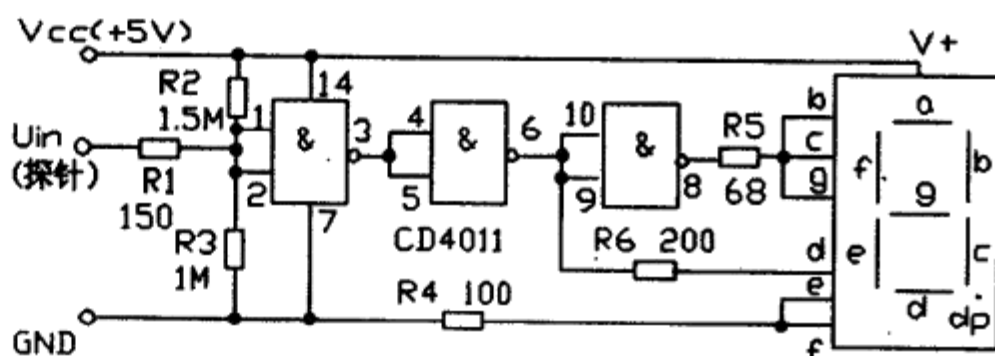 Vcc(+5V)
V+
R2
1.5M
14
1
&
3
4
&
6
10
&
R5
b
a
Uin
(探针)
R1
150
2
7
5
CD4011
9
8
68
c
g
f
b
g
R3
1M
R6 200
d
e
c
R4 100
e
d
dp
GND
f